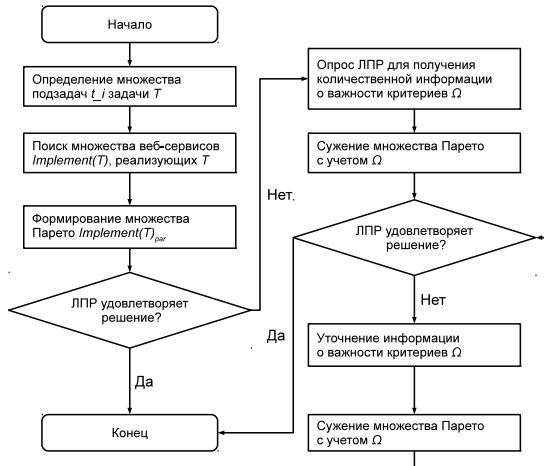 Начало
Определение множества
подзадач t_i задачи T
Поиск множества веб-сервисов
Implement(T), реализующих T
Формирование множества
Парето Implement(T)par
ЛПР удовлетворяет
решение?
Да
Конец
Нет
Опрос ЛПР для получения
количественной информации
о важности критериев Ω
Сужение множества Парето
с учетом Ω
ЛПР удовлетворяет
решение?
Да
Нет
Уточнение информации
о важности критериев Ω
Сужение множества Парето
с учетом Ω